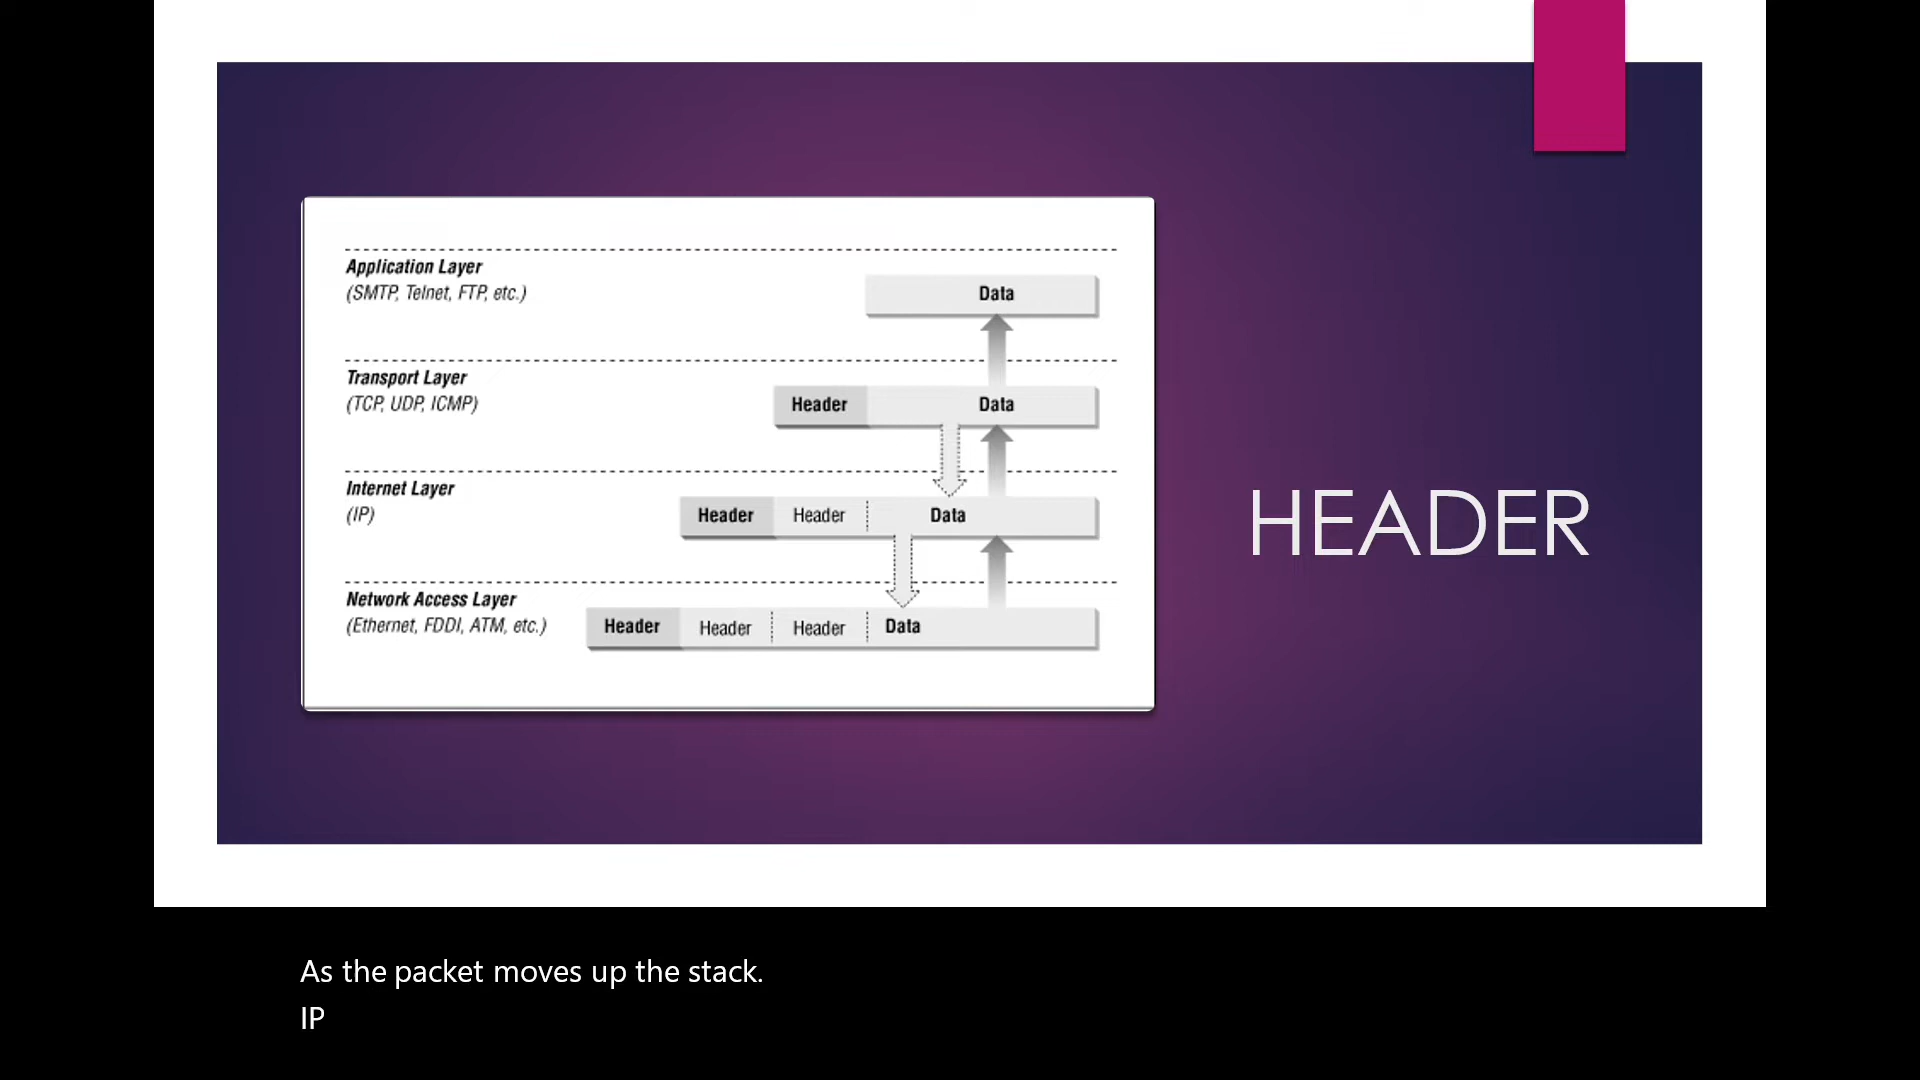 Application Layer
(SMTP, Telnet, FTP, etc.)
Data
Transport Layer
(TCP, UDP, ICMP)
Header Data
Internet Layer
(IP)
Header Header Data
Network Access Layer
(Ethernet, FDDI, ATM, etc.)
Header Header Header Data
HEADER
As the packet moves up the stack.
IP